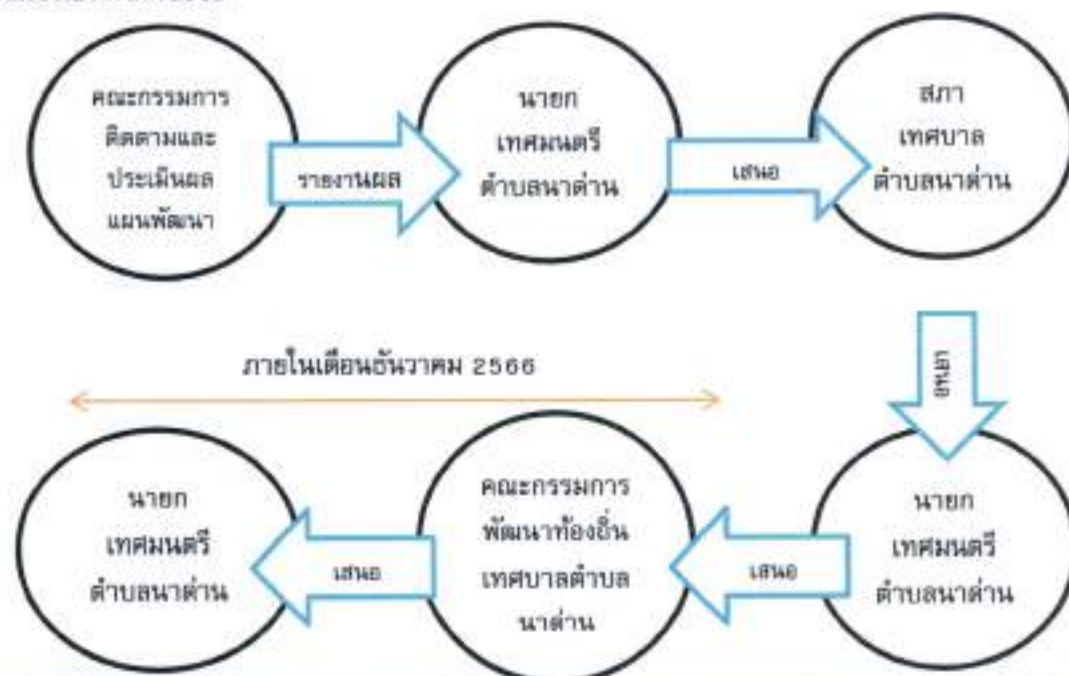 คณะกรรมการ
ติดตามและ
ประเมินผล
แผนพัฒนา
รายงานผล
นายก
เทศมนตรี
ตำบลนาด่าน
เสนอ
สภา
เทศบาล
ตำบลนาด่าน
เสนอ
ภายในเดือนธันวาคม 2566
นายก
เทศมนตรี
ตำบลนาด่าน
เสนอ
คณะกรรมการ
พัฒนาท้องถิ่น
เทศบาลตำบล
นาด่าน
เสนอ
นายก
เทศมนตรี
ตำบลนาด่าน